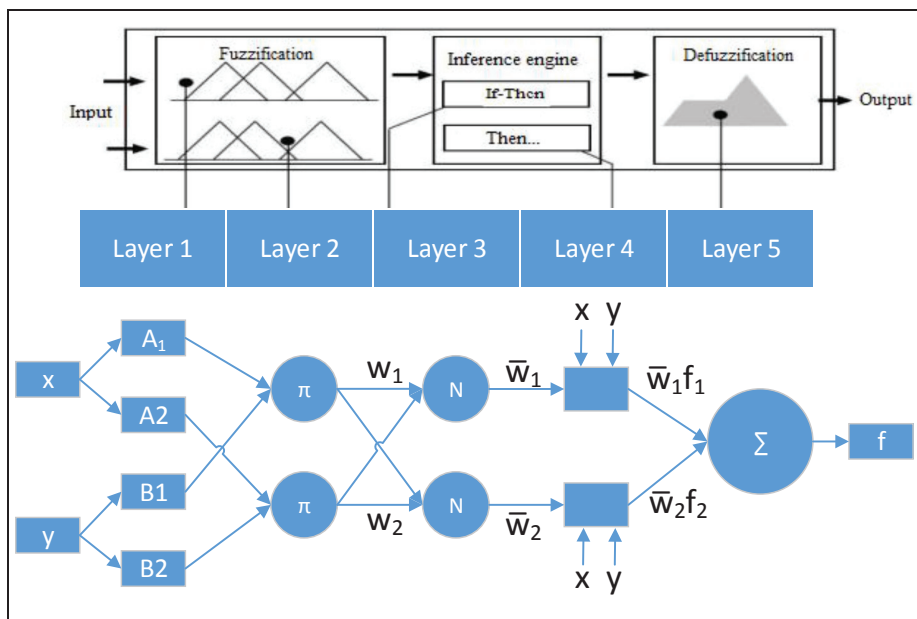 Fuzzification
Inference engine
Defuzzification
Input
If-Then
Output
Then...
Layer 1
Layer 2
Layer 3
Layer 4
Layer 5
x y
A₁
x
A2
B1
y
B2
π
π
w₁
w₂
N
N
w̅₁
w̅₂
w̅₁f₁
w̅₂f₂
∑
f
x y